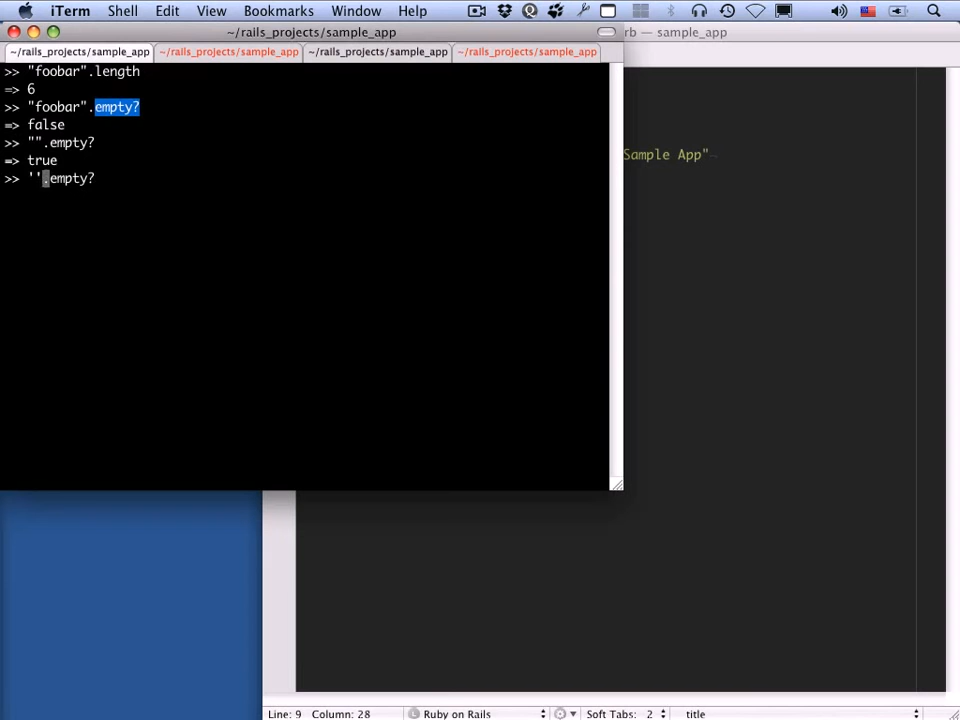 iTerm Shell Edit View Bookmarks Window Help
~/rails_projects/sample_app
rb — sample_app
~/rails_projects/sample_app ~/rails_projects/sample_app ~/rails_projects/sample_app ~/rails_projects/sample_app
>> "foobar".length
=> 6
>> "foobar".empty?
=> false
>> "".empty?
=> true
Sample App"¬
>> ''.empty?
Line: 9 Column: 28 Ruby on Rails Soft Tabs: 2 title